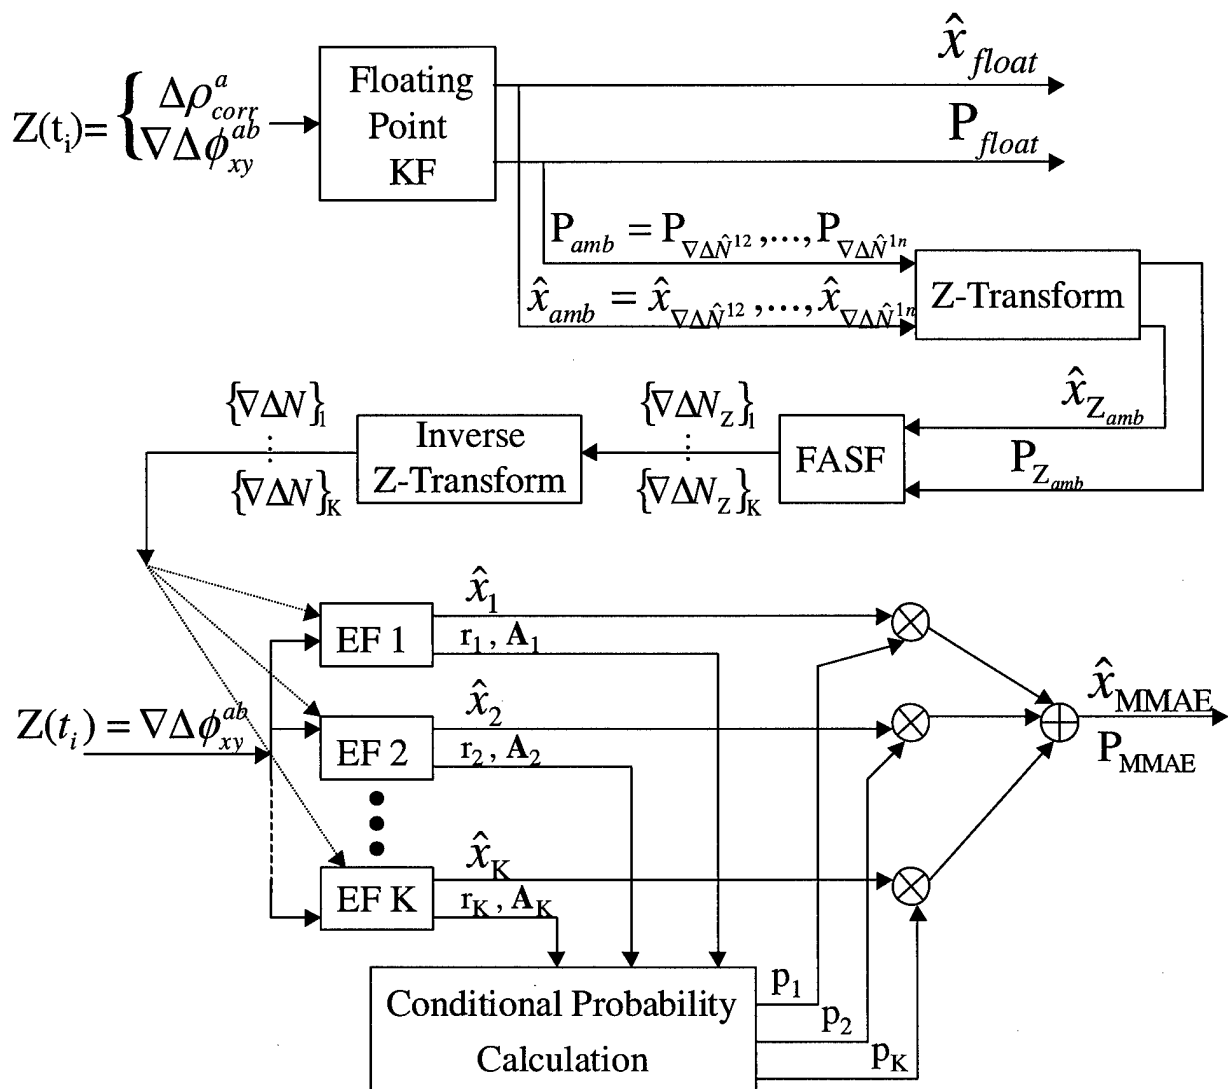 x̂_float
Z(t_i)= { Δρ^a_corr
∇Δϕ^ab_xy
Floating
Point
KF
P_float
P_amb = P_∇ΔN̂^12 ,..., P_∇ΔN̂^1n
x̂_amb = x̂_∇ΔN̂^12 ,..., x̂_∇ΔN̂^1n
Z-Transform
x̂_Z_amb
P_Z_amb
FASF
{∇ΔN_Z}_1
⋮
{∇ΔN_Z}_K
Inverse
Z-Transform
{∇ΔN}_1
⋮
{∇ΔN}_K
EF 1
x̂_1
r_1 , A_1
Z(t_i) = ∇Δϕ^ab_xy
EF 2
x̂_2
r_2, A_2
EF K
x̂_K
r_K, A_K
x̂_MMAE
P_MMAE
Conditional Probability
Calculation
p_1
p_2
p_K